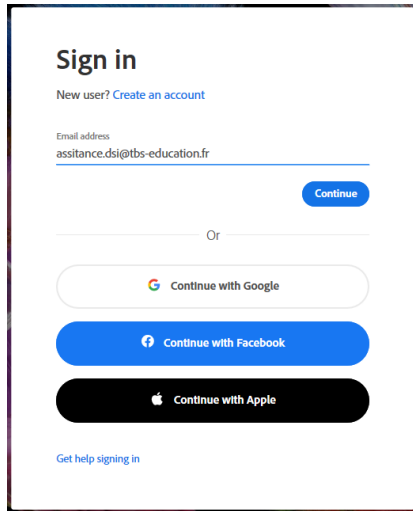 Sign in
New user? Create an account
Email address
assitance.dsi@tbs-education.fr
Continue
Or
Continue with Google
Continue with Facebook
Continue with Apple
Get help signing in